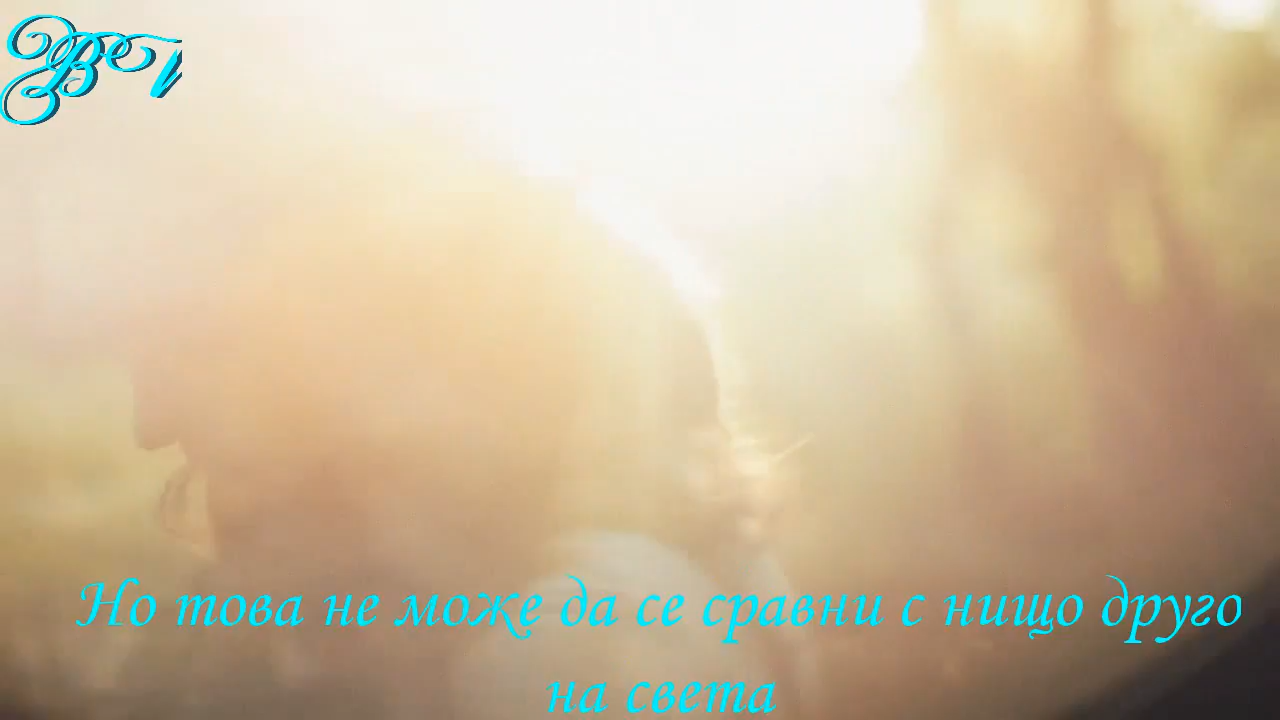 Но това не може да се сравни с нищо друго
на света